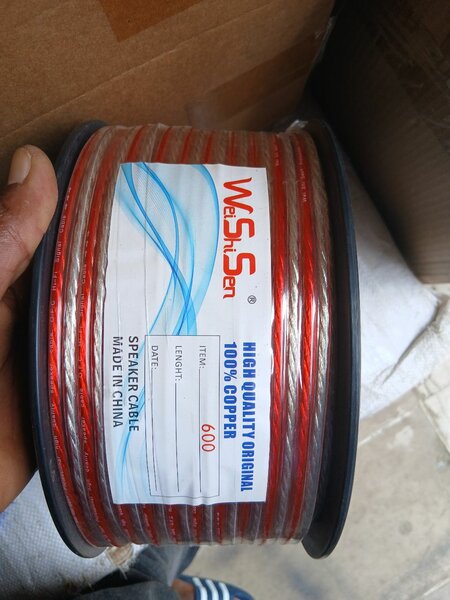 WeiShiSen ®
HIGH QUALITY ORIGINAL
100% COPPER
ITEM: 600
LENGHT:
DATE:
SPEAKER CABLE
MADE IN CHINA